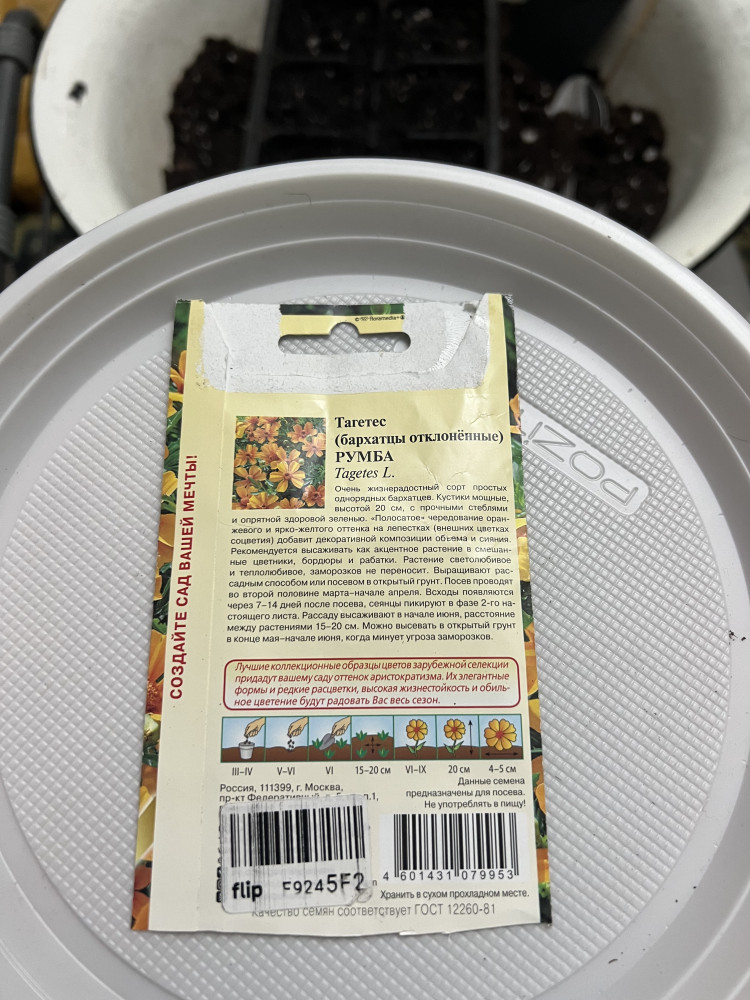 floramedia
Тагетес
(бархатцы отклонённые)
РУМБА
Tagetes L.
Очень жизнерадостный сорт простых
однорядных бархатцев. Кустики мощные,
высотой 20 см, с прочными стеблями
и опрятной здоровой зеленью. «Полосатое» чередование оран-
жевого и ярко-желтого оттенка на лепестках (внешних цветках
соцветия) добавит декоративной композиции объема и сияния.
Рекомендуется высаживать как акцентное растение в смешан-
ные цветники, бордюры и рабатки. Растение светолюбивое
и теплолюбивое, заморозков не переносит. Выращивают рас-
садным способом или посевом в открытый грунт. Посев проводят
во второй половине марта–начале апреля. Всходы появляются
через 7–14 дней после посева, сеянцы пикируют в фазе 2-го на-
стоящего листа. Рассаду высаживают в начале июня, расстояние
между растениями 15–20 см. Можно высевать в открытый грунт
в конце мая–начале июня, когда минует угроза заморозков.
СОЗДАЙТЕ САД ВАШЕЙ МЕЧТЫ!
Лучшие коллекционные образцы цветов зарубежной селекции
придадут вашему саду оттенок аристократизма. Их элегантные
формы и редкие расцветки, высокая жизнестойкость и обиль-
ное цветение будут радовать Вас весь сезон.
III–IV V–VI VI 15–20 см VI–IX 20 см 4–5 см
Россия, 111399, г. Москва,
пр-кт Федеративный,
Данные семена
предназначены для посева.
Не употреблять в пищу!
flip F9245F2
4 601431 079953
Хранить в сухом прохладном месте.
Качество семян соответствует ГОСТ 12260-81
POZI